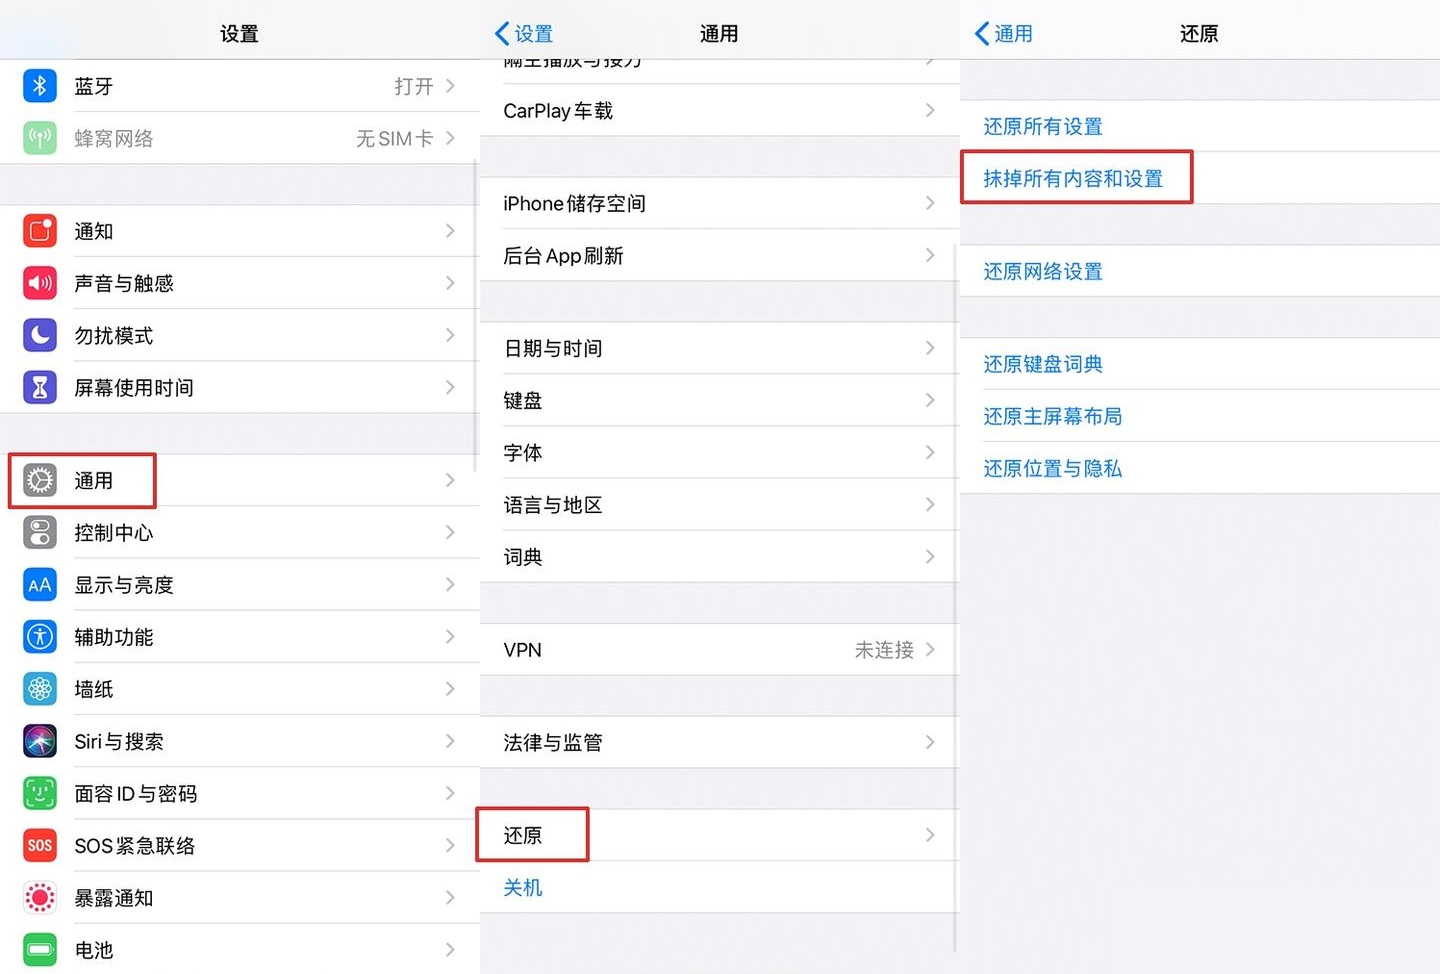 设置
蓝牙 打开
蜂窝网络 无SIM卡
通知
声音与触感
勿扰模式
屏幕使用时间
通用
控制中心
AA 显示与亮度
辅助功能
墙纸
Siri与搜索
面容ID与密码
SOS SOS紧急联络
暴露通知
电池
设置 通用
隔空播放与接力
CarPlay车载
iPhone储存空间
后台App刷新
日期与时间
键盘
字体
语言与地区
词典
VPN 未连接
法律与监管
还原
关机
通用 还原
还原所有设置
抹掉所有内容和设置
还原网络设置
还原键盘词典
还原主屏幕布局
还原位置与隐私